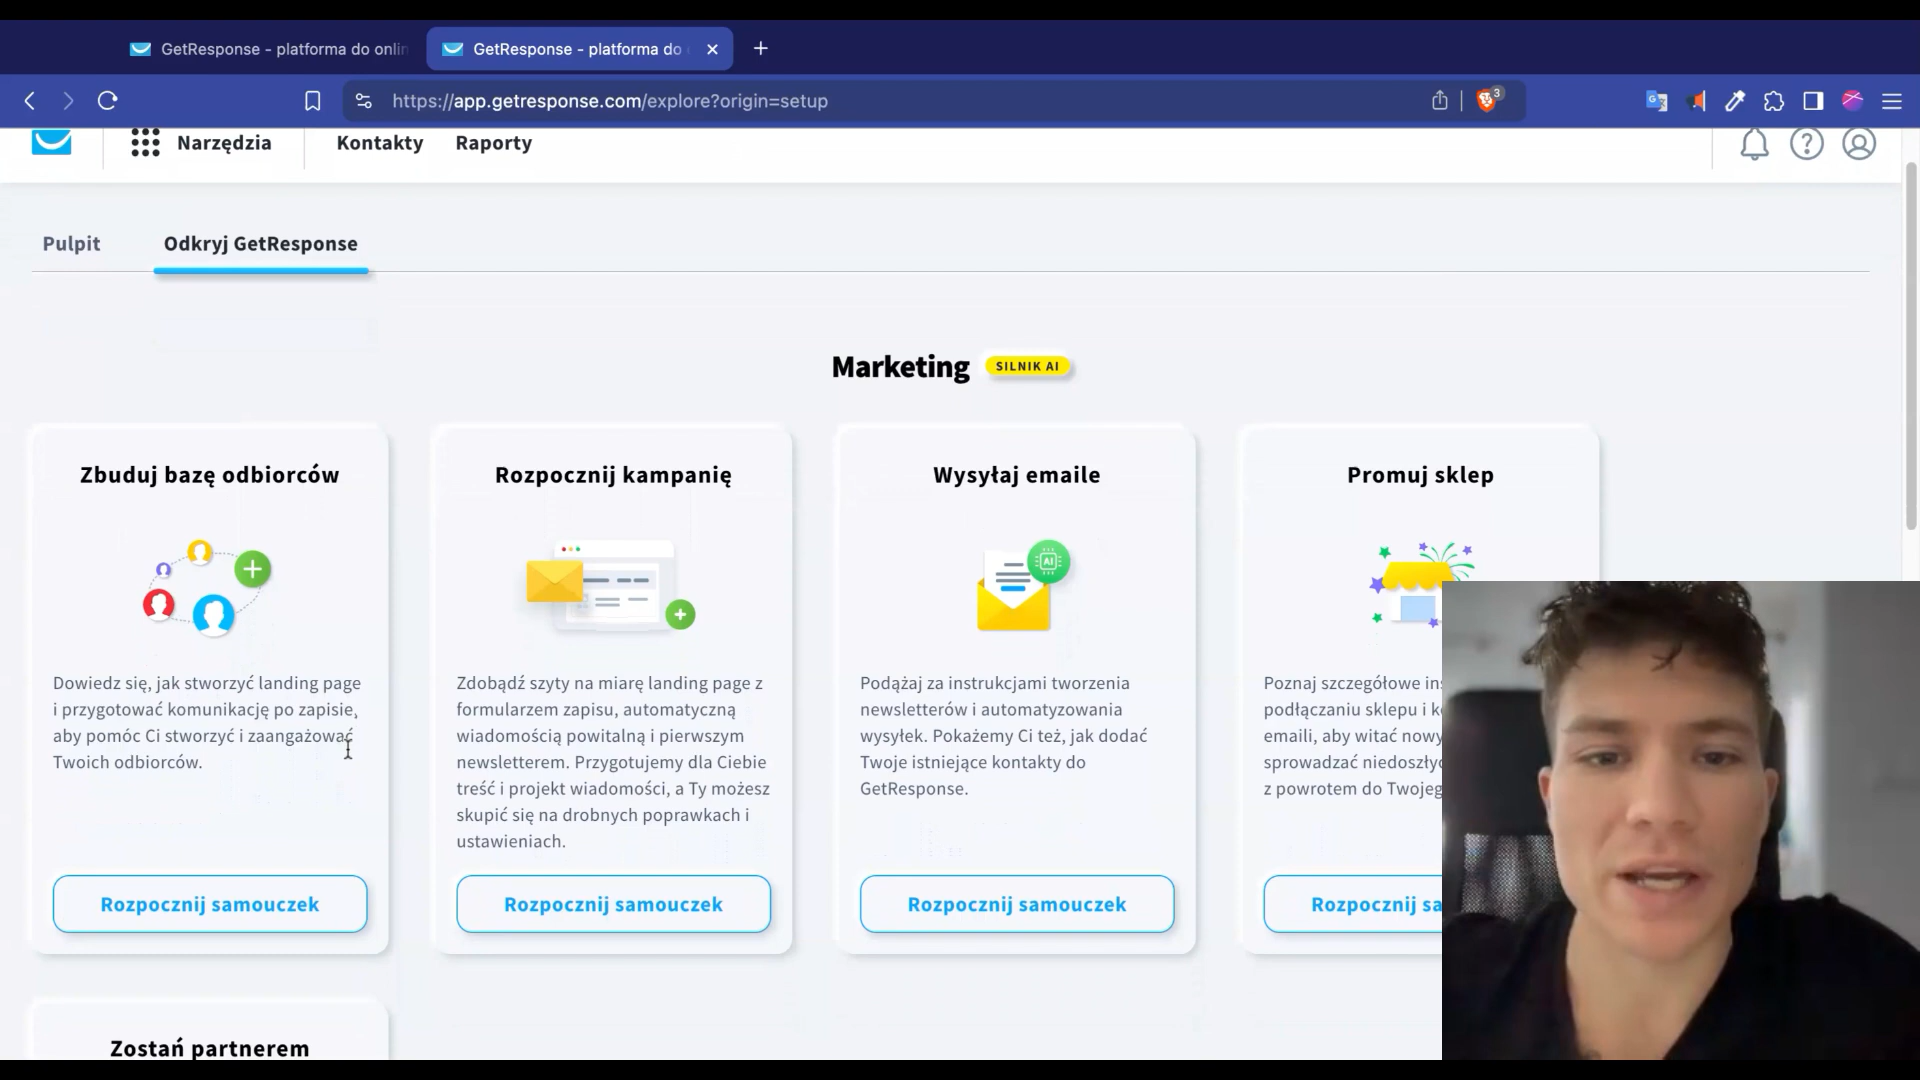 GetResponse - platforma do onlin
GetResponse - platforma do
https://app.getresponse.com/explore?origin=setup
3
Narzędzia
Kontakty
Raporty
Pulpit
Odkryj GetResponse
Marketing
SILNIK AI
Zbuduj bazę odbiorców
Dowiedz się, jak stworzyć landing page
i przygotować komunikację po zapisie,
aby pomóc Ci stworzyć i zaangażować
Twoich odbiorców.
Rozpocznij samouczek
Rozpocznij kampanię
Zdobądź szyty na miarę landing page z
formularzem zapisu, automatyczną
wiadomością powitalną i pierwszym
newsletterem. Przygotujemy dla Ciebie
treść i projekt wiadomości, a Ty możesz
skupić się na drobnych poprawkach i
ustawieniach.
Rozpocznij samouczek
Wysyłaj emaile
AI
Podążaj za instrukcjami tworzenia
newsletterów i automatyzowania
wysyłek. Pokażemy Ci też, jak dodać
Twoje istniejące kontakty do
GetResponse.
Rozpocznij samouczek
Promuj sklep
Poznaj szczegółowe in
podłączaniu sklepu i k
emaili, aby witać now
sprowadzać niedoszły
z powrotem do Twojeg
Rozpocznij sa
Zostań partnerem